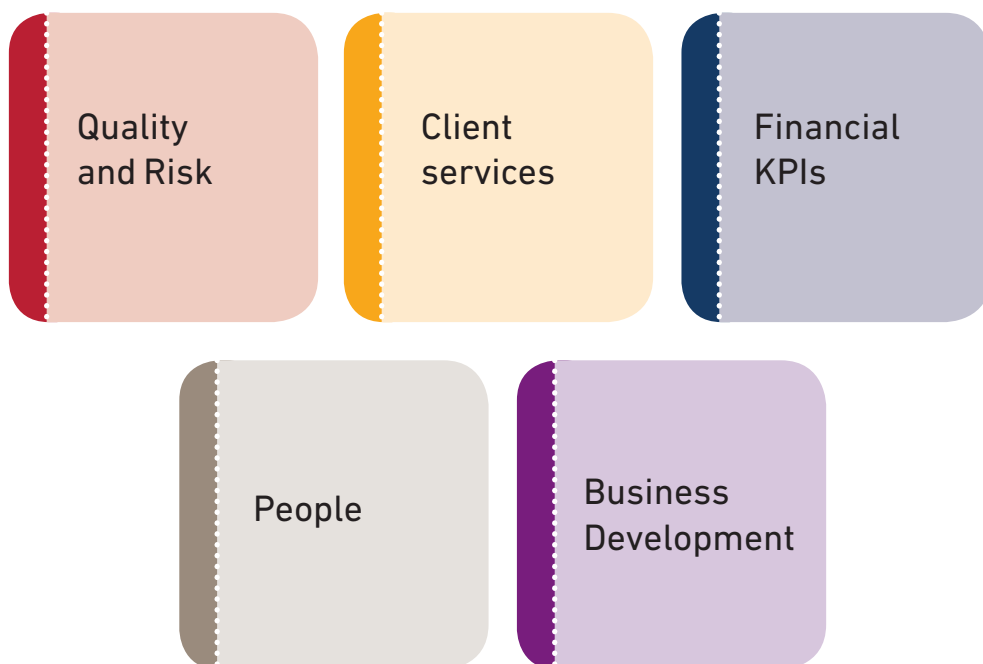 Quality
and Risk
Client
services
Financial
KPIs
People
Business
Development